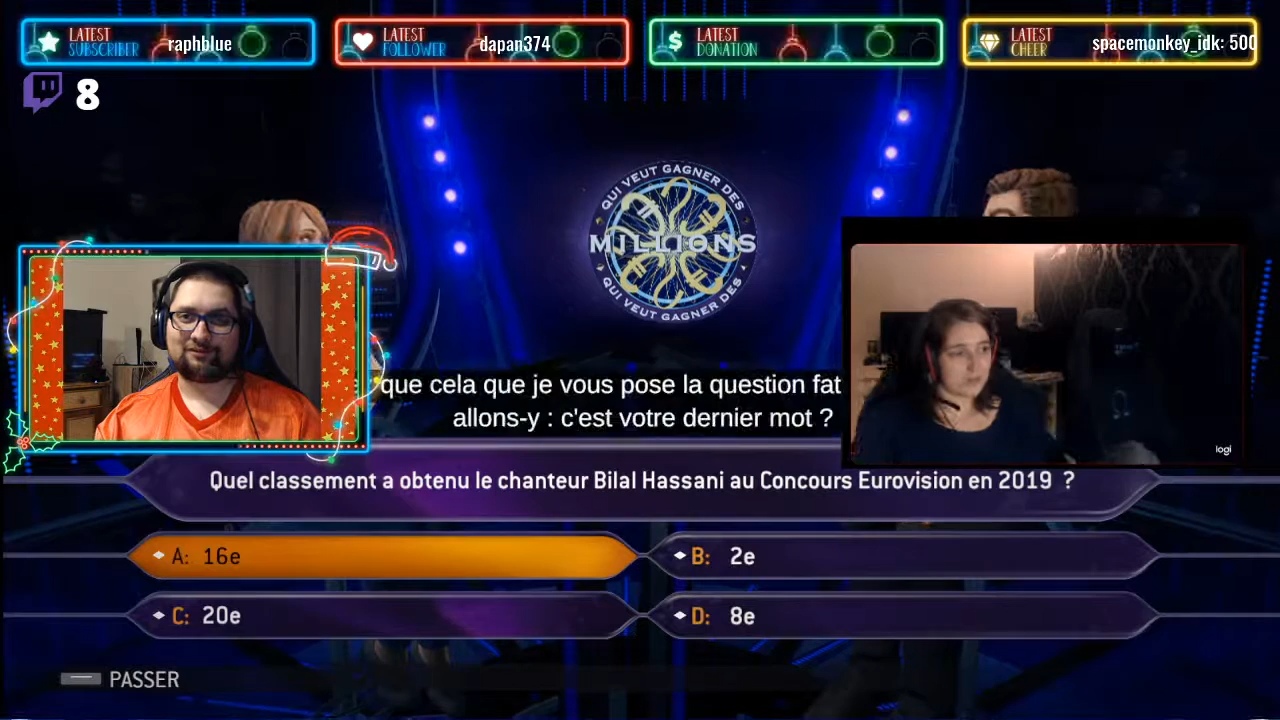 LATEST
SUBSCRIBER
raphblue
LATEST
FOLLOWER
dapan374
LATEST
DONATION
LATEST
CHEER
spacemonkey_idk: 500
8
QUI VEUT GAGNER DES
MILLIONS
QUI VEUT GAGNER DES
que cela que je vous pose la question fat
allons-y : c'est votre dernier mot ?
logi
Quel classement a obtenu le chanteur Bilal Hassani au Concours Eurovision en 2019 ?
A: 16e
B: 2e
C: 20e
D: 8e
PASSER